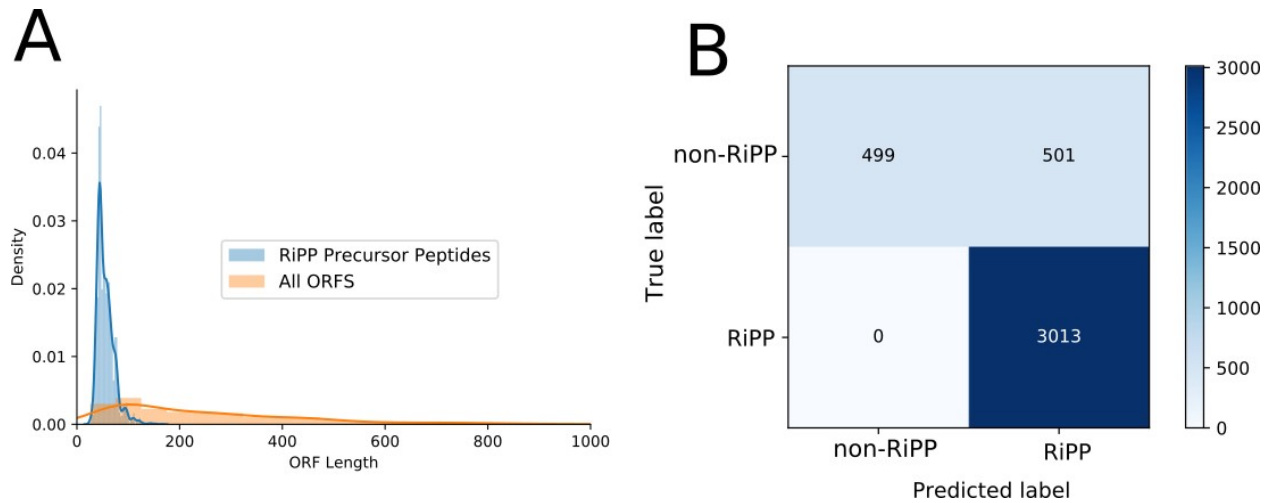 A
Density
0.04
0.03
0.02
0.01
0.00
0
200
400
600
800
1000
ORF Length
RiPP Precursor Peptides
All ORFS
B
True label
non-RiPP
RiPP
499
501
0
3013
non-RiPP
RiPP
Predicted label
3000
2500
2000
1500
1000
500
0